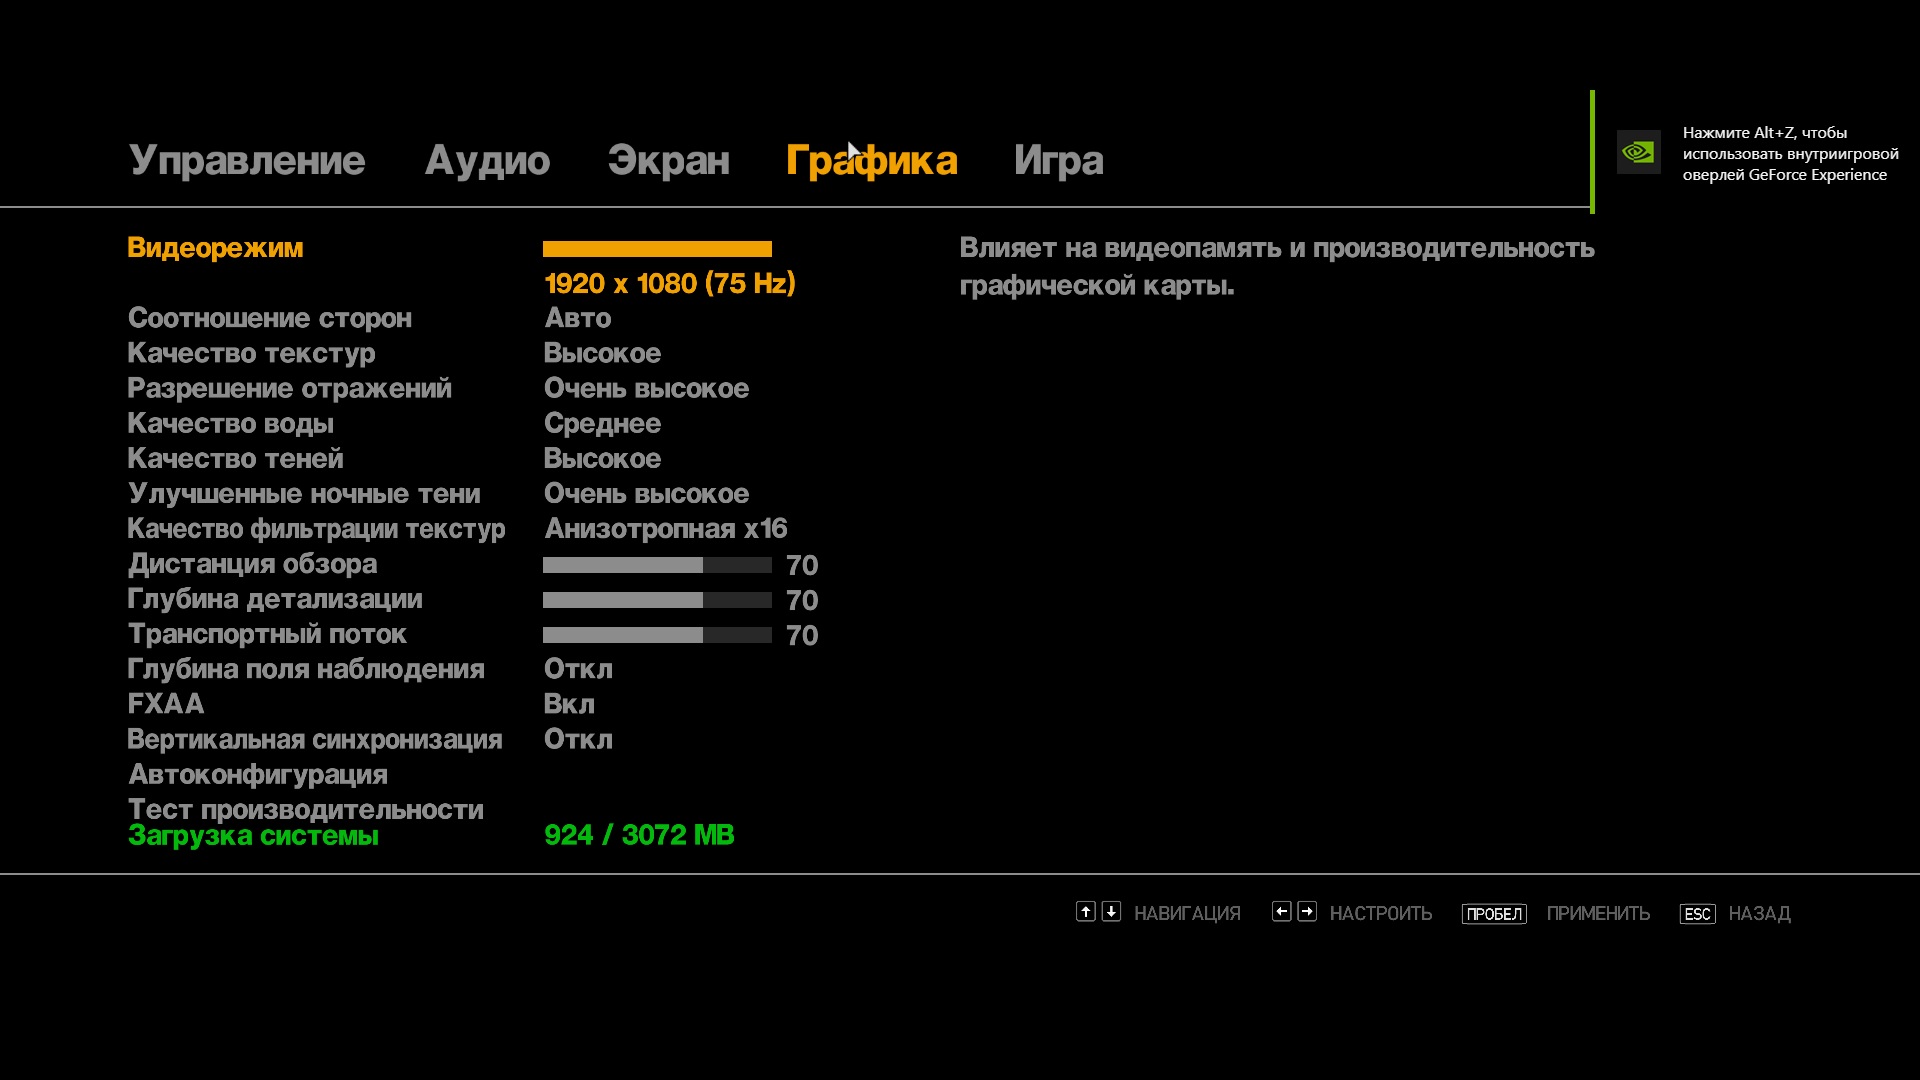 Управление Аудио Экран Графика Игра
Нажмите Alt+Z, чтобы
использовать внутриигровой
оверлей GeForce Experience
Видеорежим
1920 x 1080 (75 Hz)
Влияет на видеопамять и производительность
графической карты.
Соотношение сторон Авто
Качество текстур Высокое
Разрешение отражений Очень высокое
Качество воды Среднее
Качество теней Высокое
Улучшенные ночные тени Очень высокое
Качество фильтрации текстур Анизотропная x16
Дистанция обзора 70
Глубина детализации 70
Транспортный поток 70
Глубина поля наблюдения Откл
FXAA Вкл
Вертикальная синхронизация Откл
Автоконфигурация
Тест производительности
Загрузка системы 924 / 3072 MB
НАВИГАЦИЯ НАСТРОИТЬ ПРОБЕЛ ПРИМЕНИТЬ ESC НАЗАД